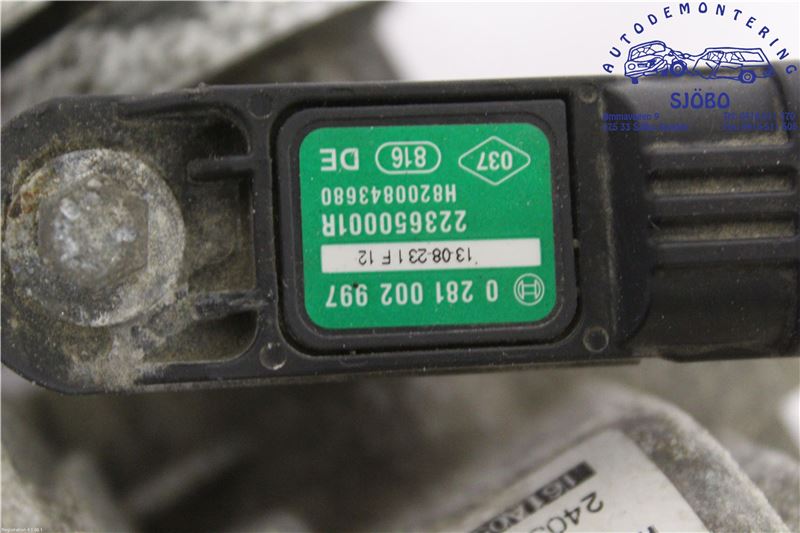 AUTODEMONTERING
SJÖBO
0 281 002 997
13-08-23 1 F 12
223650001R
H8200843680
037 816 DE